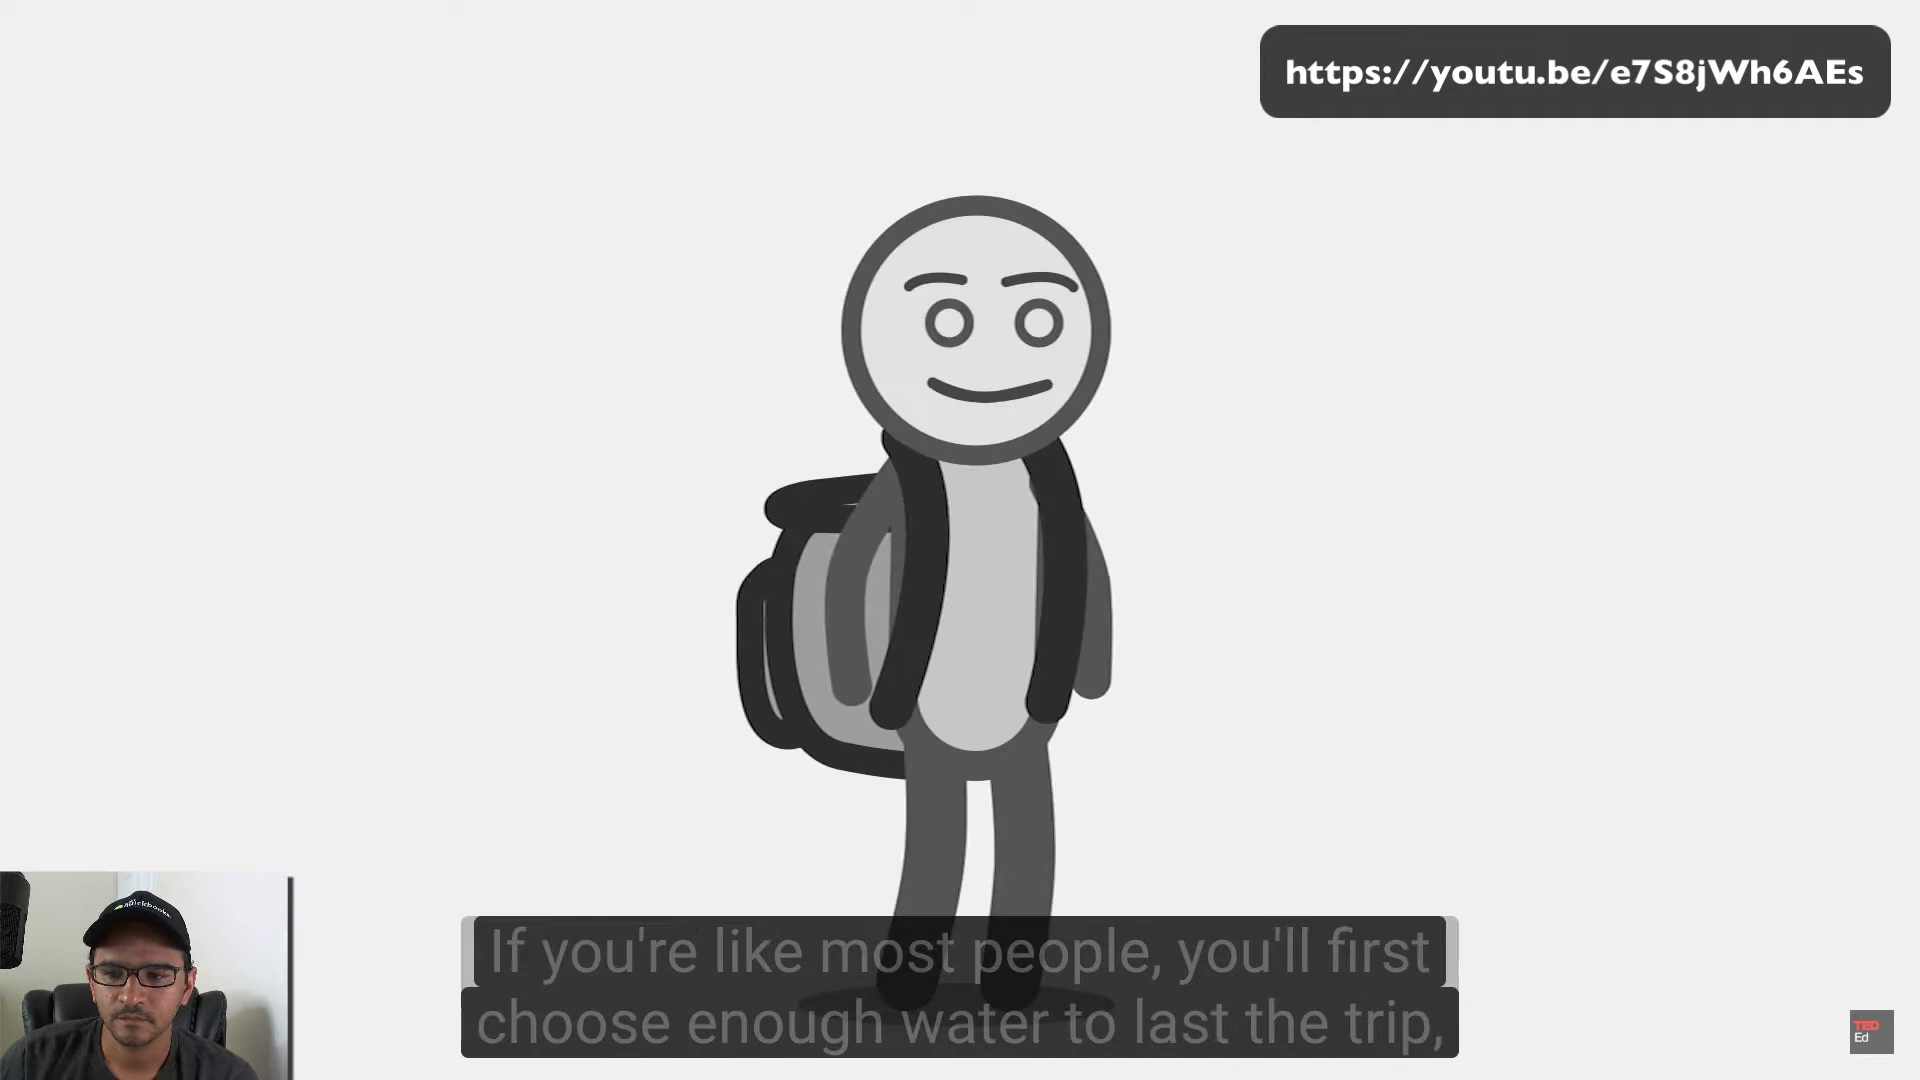 https://youtu.be/e7S8jWh6AEs
quickbooks
If you're like most people, you'll first
choose enough water to last the trip,
TED
Ed